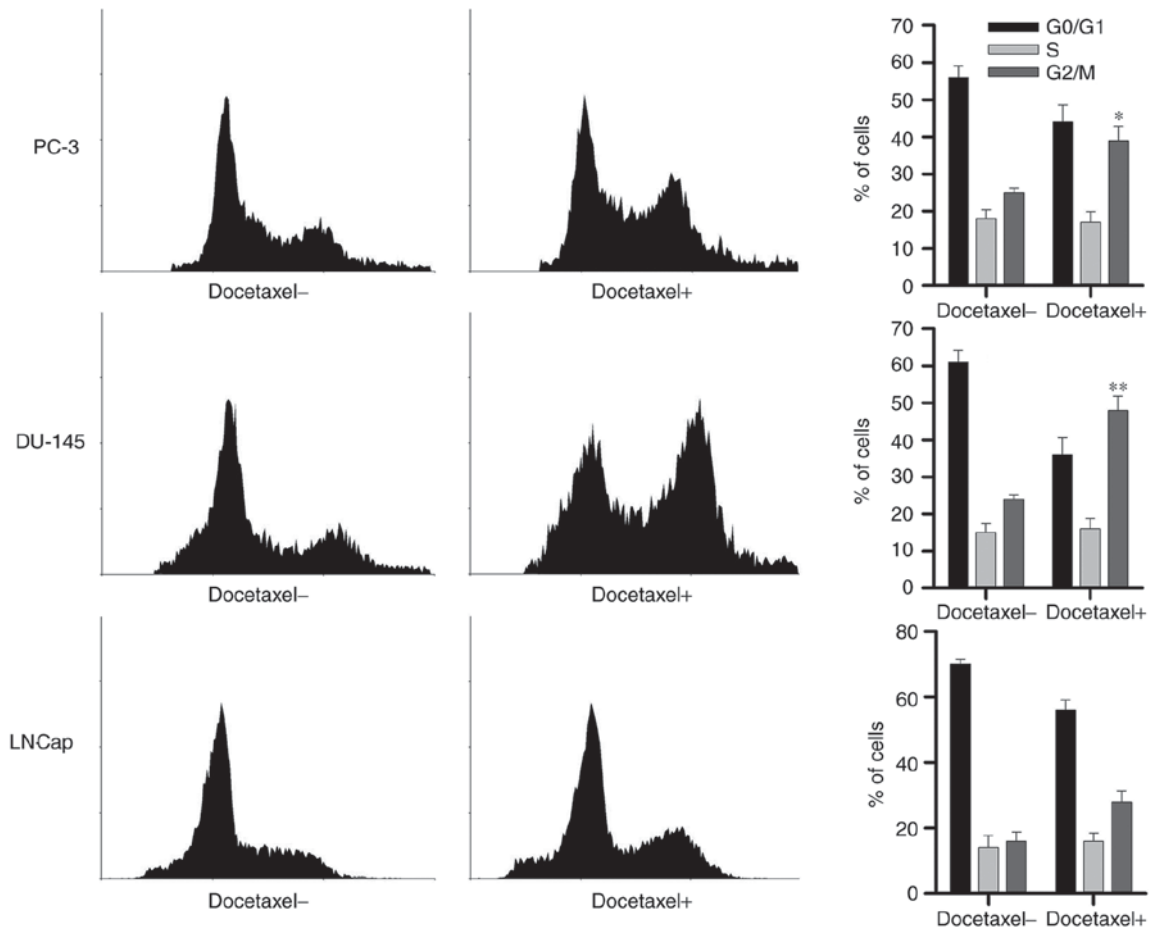 PC-3
Docetaxel–
Docetaxel+
% of cells
70
60
50
40
30
20
10
0
G0/G1
S
G2/M
*
Docetaxel– Docetaxel+
DU-145
Docetaxel–
Docetaxel+
% of cells
70
60
50
40
30
20
10
0
**
Docetaxel– Docetaxel+
LNCap
Docetaxel–
Docetaxel+
% of cells
80
60
40
20
0
Docetaxel– Docetaxel+